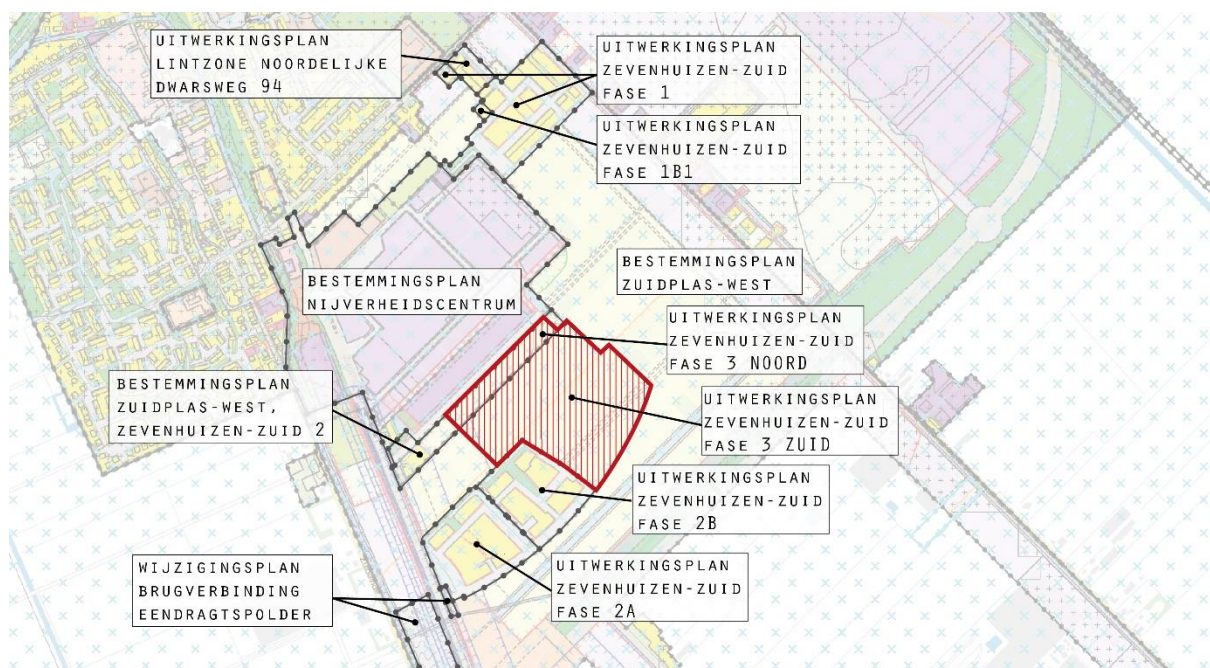 UITWERKINGSPLAN
LINTZONE NOORDELIJKE
DWARSWEG 94
UITWERKINGSPLAN
ZEVENHUIZEN-ZUID
FASE 1
UITWERKINGSPLAN
ZEVENHUIZEN-ZUID
FASE 1B1
BESTEMMINGSPLAN
NIJVERHEIDSCENTRUM
BESTEMMINGSPLAN
ZUIDPLAS-WEST
UITWERKINGSPLAN
ZEVENHUIZEN-ZUID
FASE 3 NOORD
BESTEMMINGSPLAN
ZUIDPLAS-WEST,
ZEVENHUIZEN-ZUID 2
UITWERKINGSPLAN
ZEVENHUIZEN-ZUID
FASE 3 ZUID
UITWERKINGSPLAN
ZEVENHUIZEN-ZUID
FASE 2B
WIJZIGINGSPLAN
BRUGVERBINDING
EENDRAGTSPOLDER
UITWERKINGSPLAN
ZEVENHUIZEN-ZUID
FASE 2A